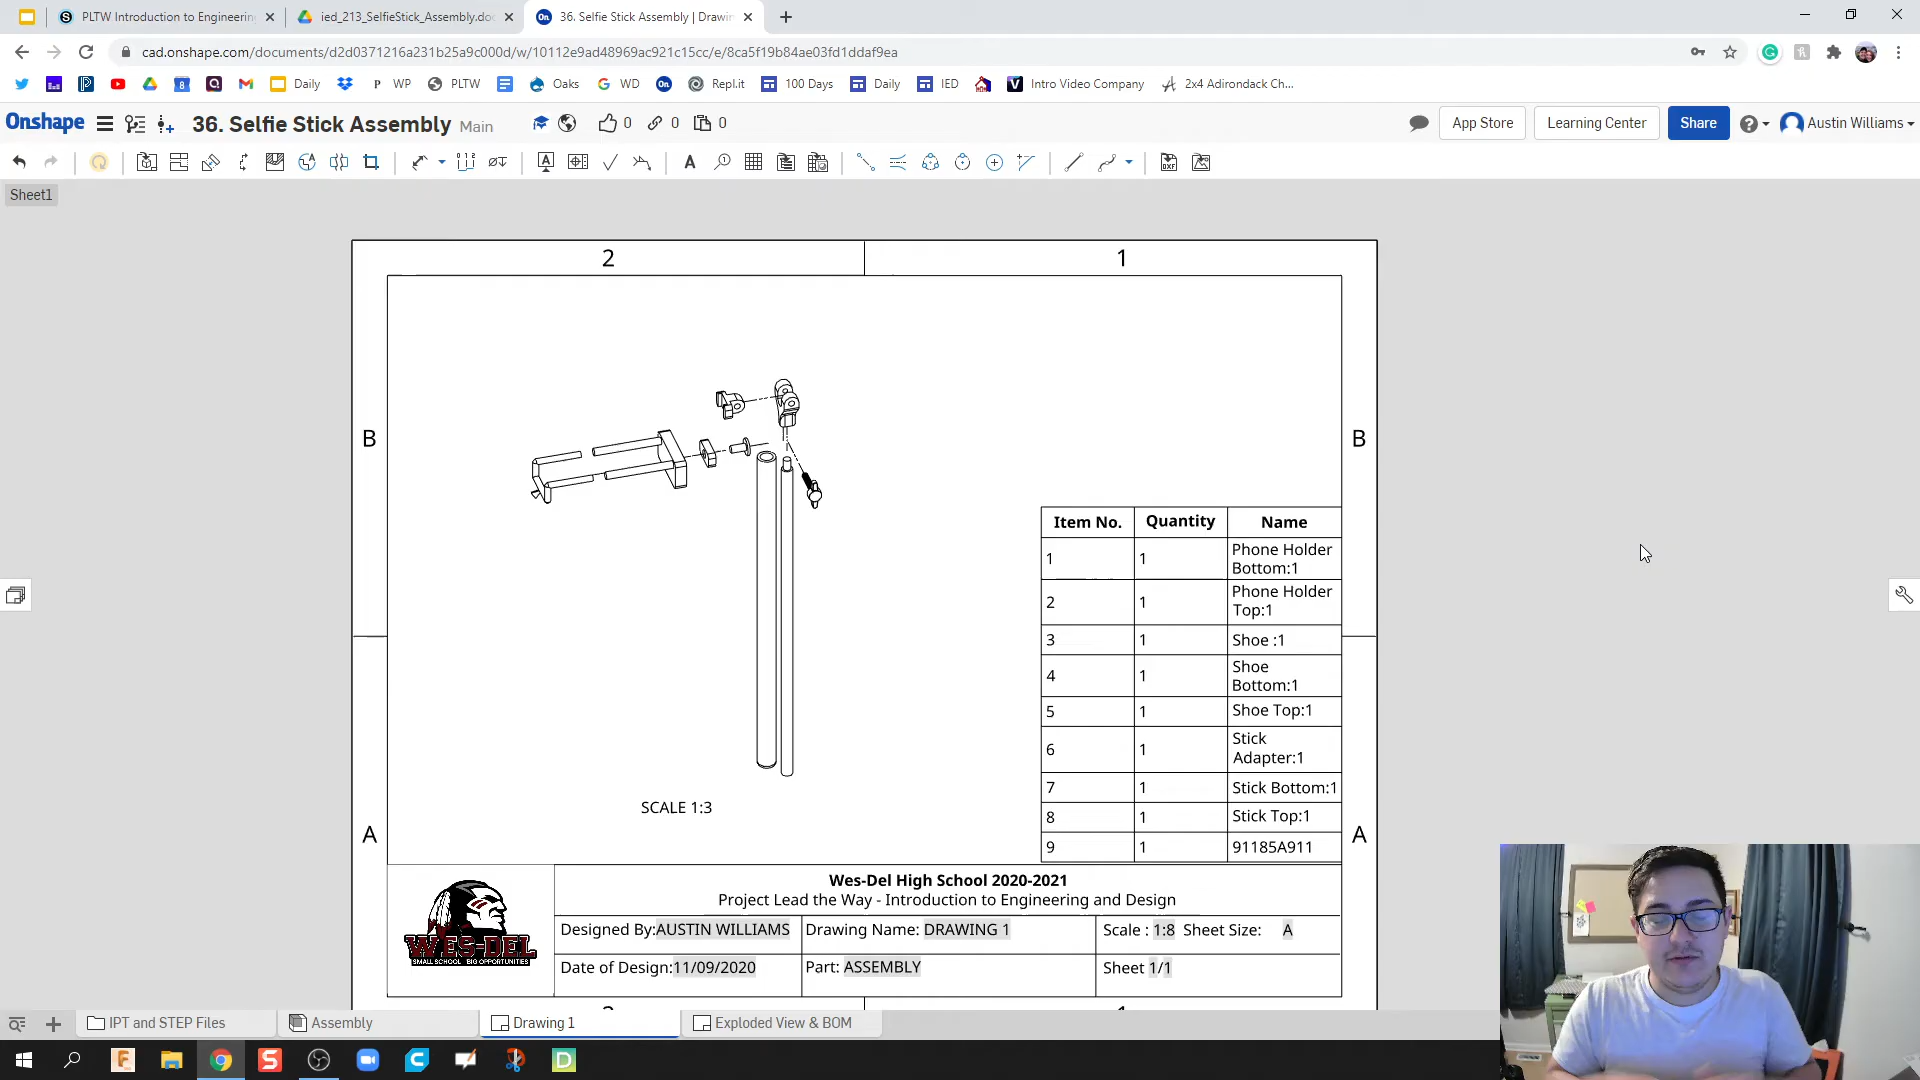 PLTW Introduction to Engineerin
ied_213_SelfieStick_Assembly.do
On
36. Selfie Stick Assembly | Drawin
cad.onshape.com/documents/d2d0371216a231b25a9c000d/w/10112e9ad48969ac921c15cc/e/8ca5f19b84ae03fd1ddaf9ea
Daily
P
WP
PLTW
Oaks
G
WD
On
Repl.it
100 Days
Daily
IED
Intro Video Company
2x4 Adirondack Ch...
Onshape
36. Selfie Stick Assembly Main
0
0
0
App Store
Learning Center
Share
Austin Williams
Sheet1
2
1
B
B
A
A
SCALE 1:3
Item No. Quantity Name
1 1 Phone Holder
Bottom:1
2 1 Phone Holder
Top:1
3 1 Shoe :1
4 1 Shoe
Bottom:1
5 1 Shoe Top:1
6 1 Stick
Adapter:1
7 1 Stick Bottom:1
8 1 Stick Top:1
9 1 91185A911
WES-DEL
SMALL SCHOOL BIG OPPORTUNITIES
Wes-Del High School 2020-2021
Project Lead the Way - Introduction to Engineering and Design
Designed By:AUSTIN WILLIAMS
Drawing Name: DRAWING 1
Scale : 1:8 Sheet Size: A
Date of Design:11/09/2020
Part: ASSEMBLY
Sheet 1/1
IPT and STEP Files
Assembly
Drawing 1
Exploded View & BOM